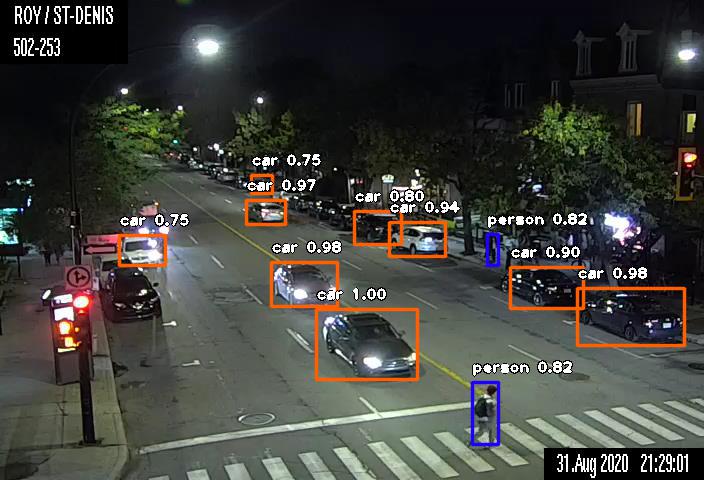 ROY / ST-DENIS
502-253
car 0.75
car 0.97
car 0.80
car 0.94
car 0.75
person 0.82
car 0.98
car 0.90
car 0.98
car 1.00
person 0.82
31.Aug 2020 21:29:01